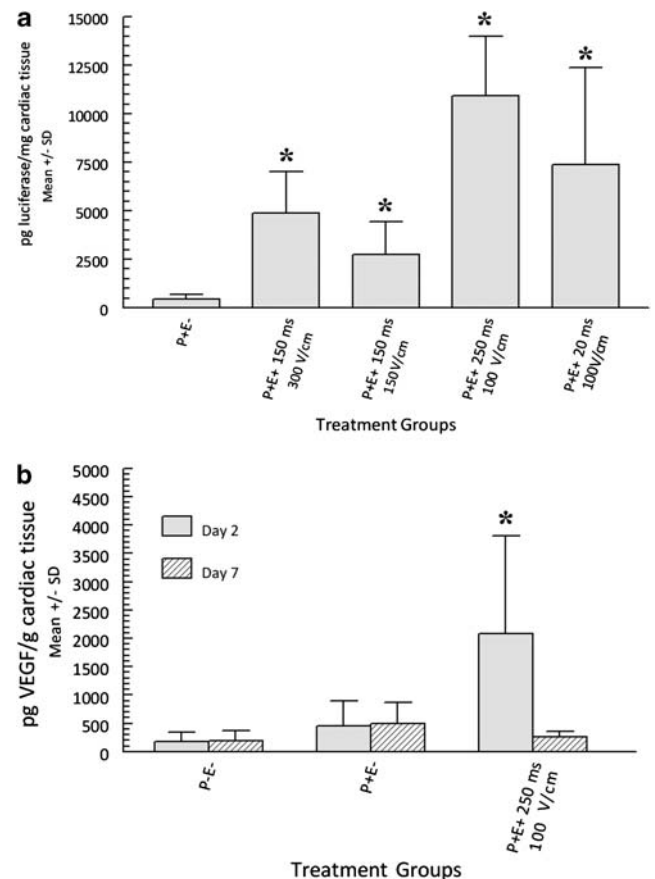 a
pg luciferase/mg cardiac tissue
Mean +/- SD
15000
12500
10000
7500
5000
2500
0
*
*
*
*
P+E-
P+E+ 150 ms
300 V/cm
P+E+ 150 ms
150V/cm
P+E+ 250 ms
100 V/cm
P+E+ 20 ms
100V/cm
Treatment Groups
b
pg VEGF/g cardiac tissue
Mean +/- SD
5000
4500
4000
3500
3000
2500
2000
1500
1000
500
0
Day 2
Day 7
*
P-E-
P+E-
P+E+ 250 ms
100 V/cm
Treatment Groups